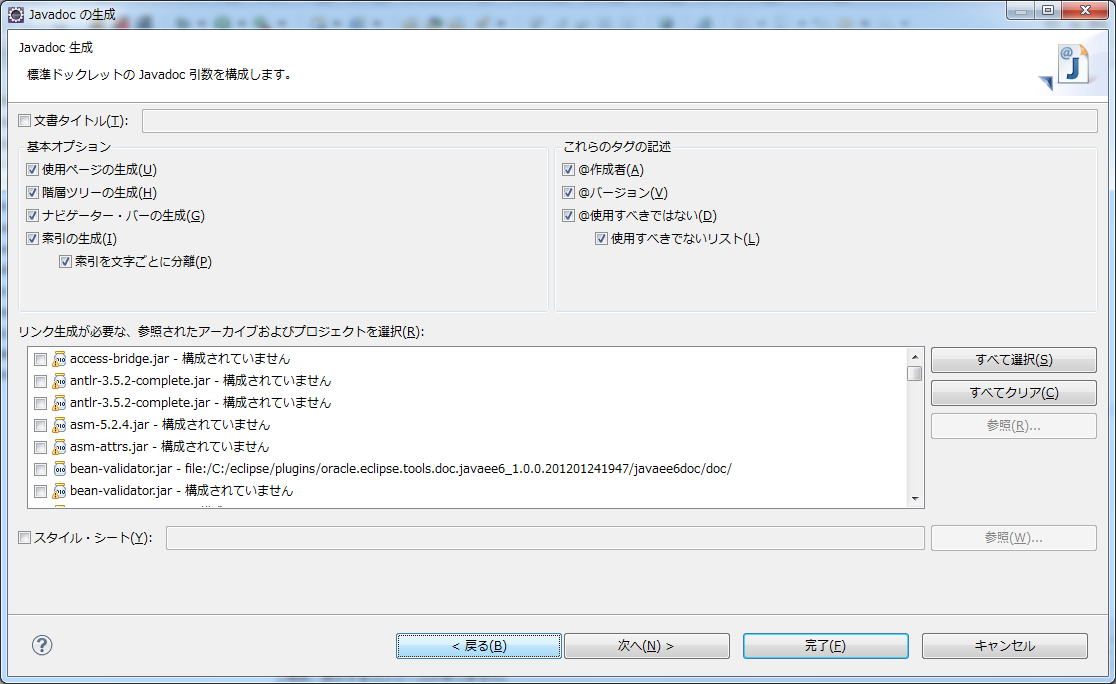 Javadoc の生成
Javadoc 生成
標準ドックレットの Javadoc 引数を構成します。
文書タイトル(T):
基本オプション
使用ページの生成(U)
階層ツリーの生成(H)
ナビゲーター・バーの生成(G)
索引の生成(I)
索引を文字ごとに分離(P)
これらのタグの記述
@作成者(A)
@バージョン(V)
@使用すべきではない(D)
使用すべきでないリスト(L)
リンク生成が必要な、参照されたアーカイブおよびプロジェクトを選択(R):
access-bridge.jar - 構成されていません
antlr-3.5.2-complete.jar - 構成されていません
antlr-3.5.2-complete.jar - 構成されていません
asm-5.2.4.jar - 構成されていません
asm-attrs.jar - 構成されていません
bean-validator.jar - file:/C:/eclipse/plugins/oracle.eclipse.tools.doc.javaee6_1.0.0.201201241947/javaee6doc/doc/
bean-validator.jar - 構成されていません
すべて選択(S)
すべてクリア(C)
参照(R)...
スタイル・シート(Y):
参照(W)...
< 戻る(B)
次へ(N) >
完了(F)
キャンセル